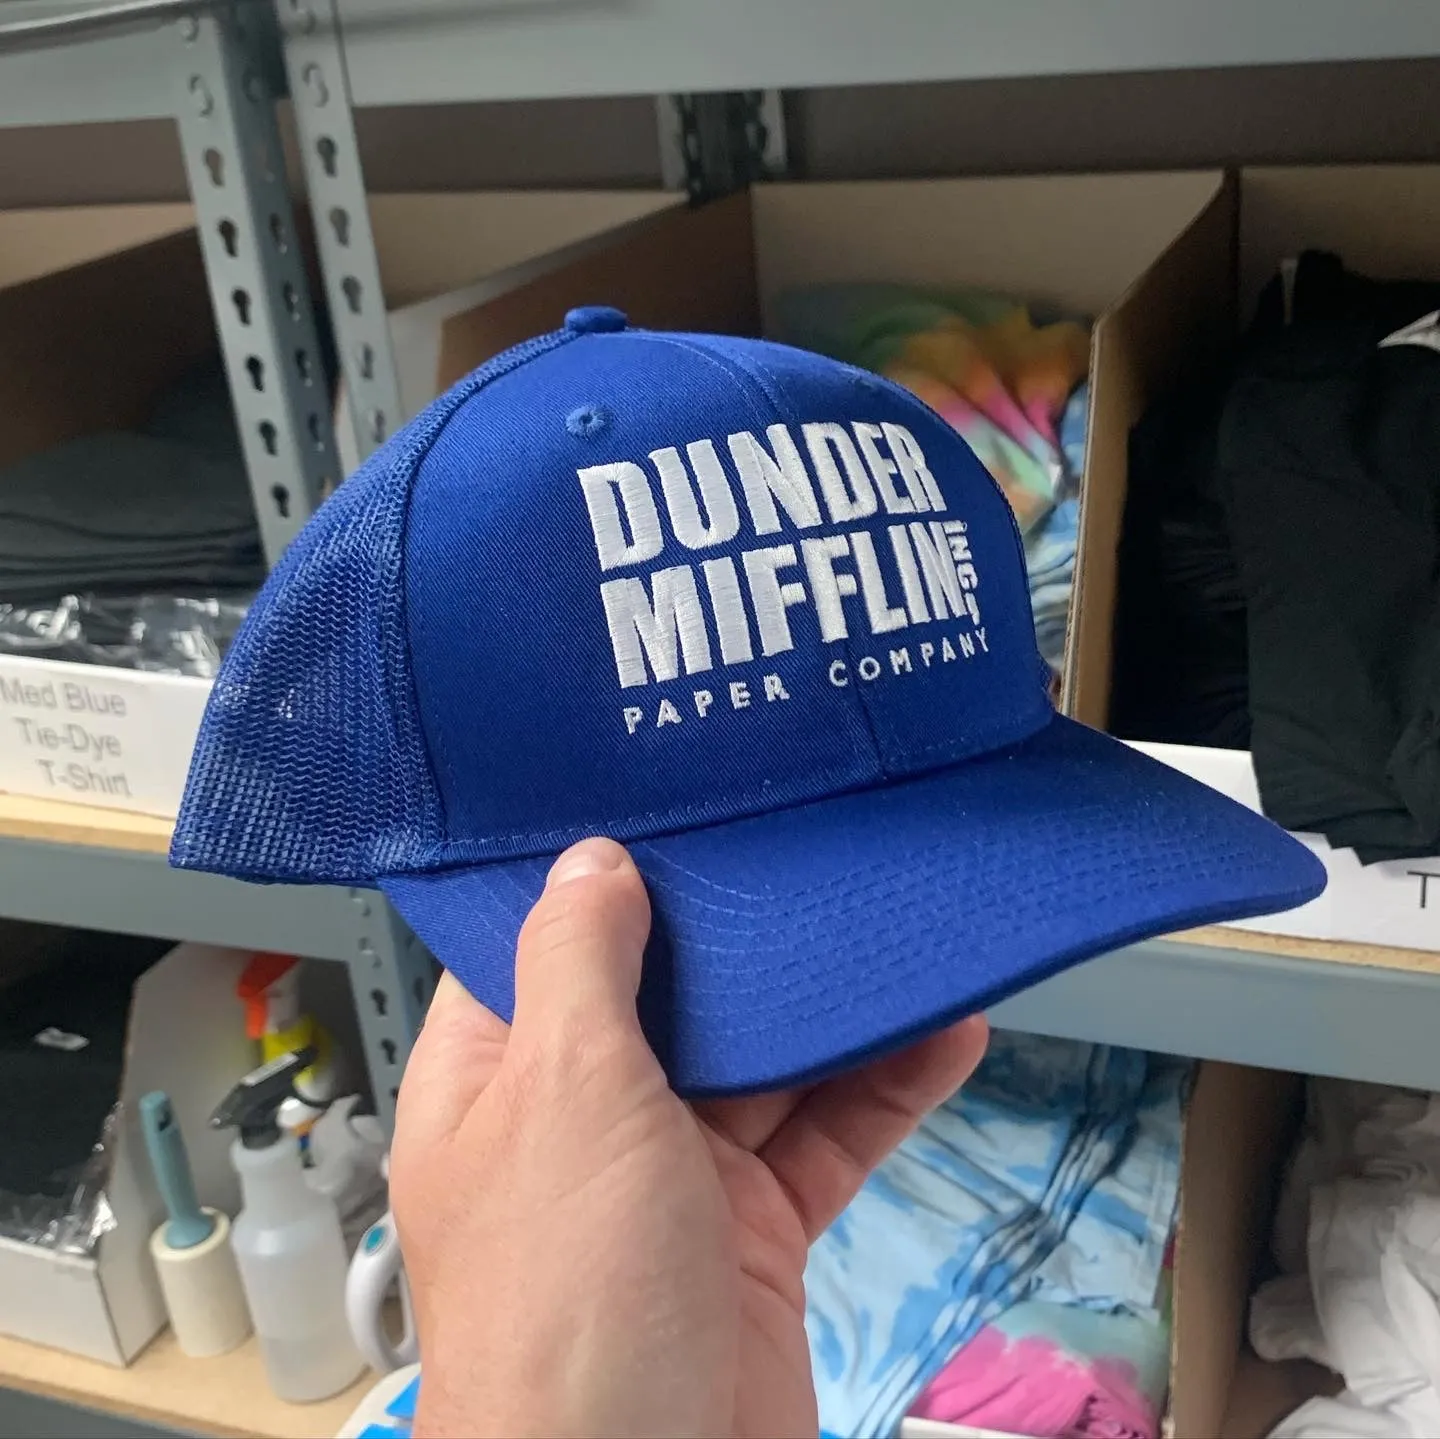 DUNDER
MIFFLIN
INC.
PAPER COMPANY
Med Blue
Tie-Dye
T-Shirt
T